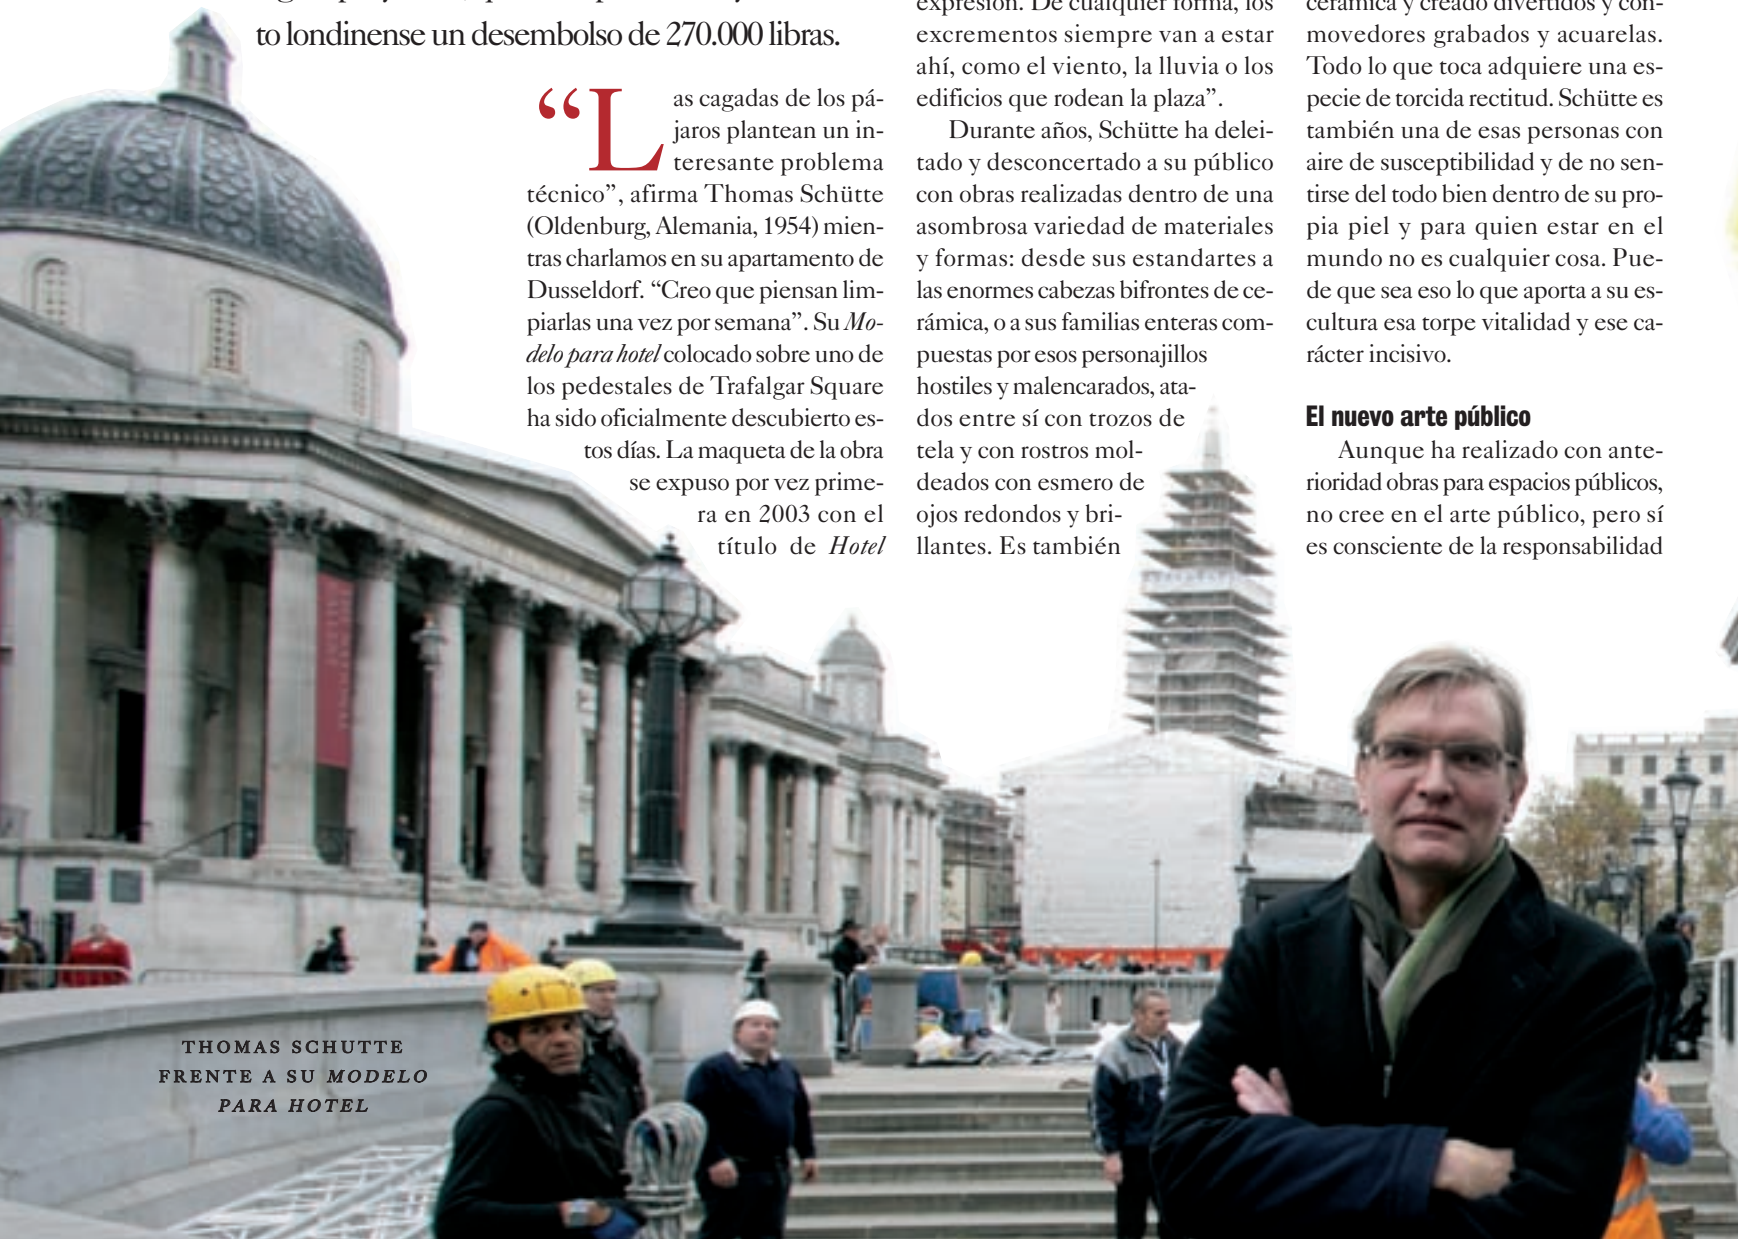 to londinense un desembolso de 270.000 libras.
“Las cagadas de los pá-
jaros plantean un in-
teresante problema
técnico”, afirma Thomas Schütte
(Oldenburg, Alemania, 1954) mien-
tras charlamos en su apartamento de
Dusseldorf. “Creo que piensan lim-
piarlas una vez por semana”. Su Mo-
delo para hotel colocado sobre uno de
los pedestales de Trafalgar Square
ha sido oficialmente descubierto es-
tos días. La maqueta de la obra
se expuso por vez prime-
ra en 2003 con el
título de Hotel
expresión. De cualquier forma, los
excrementos siempre van a estar
ahí, como el viento, la lluvia o los
edificios que rodean la plaza”.
Durante años, Schütte ha delei-
tado y desconcertado a su público
con obras realizadas dentro de una
asombrosa variedad de materiales
y formas: desde sus estandartes a
las enormes cabezas bifrontes de ce-
rámica, o a sus familias enteras com-
puestas por esos personajillos
hostiles y malencarados, ata-
dos entre sí con trozos de
tela y con rostros mol-
deados con esmero de
ojos redondos y bri-
llantes. Es también
cerámica y creado divertidos y con-
movedores grabados y acuarelas.
Todo lo que toca adquiere una es-
pecie de torcida rectitud. Schütte es
también una de esas personas con
aire de susceptibilidad y de no sen-
tirse del todo bien dentro de su pro-
pia piel y para quien estar en el
mundo no es cualquier cosa. Pue-
de que sea eso lo que aporta a su es-
cultura esa torpe vitalidad y ese ca-
rácter incisivo.
El nuevo arte público
Aunque ha realizado con ante-
rioridad obras para espacios públicos,
no cree en el arte público, pero sí
es consciente de la responsabilidad
THOMAS SCHUTTE
FRENTE A SU MODELO
PARA HOTEL